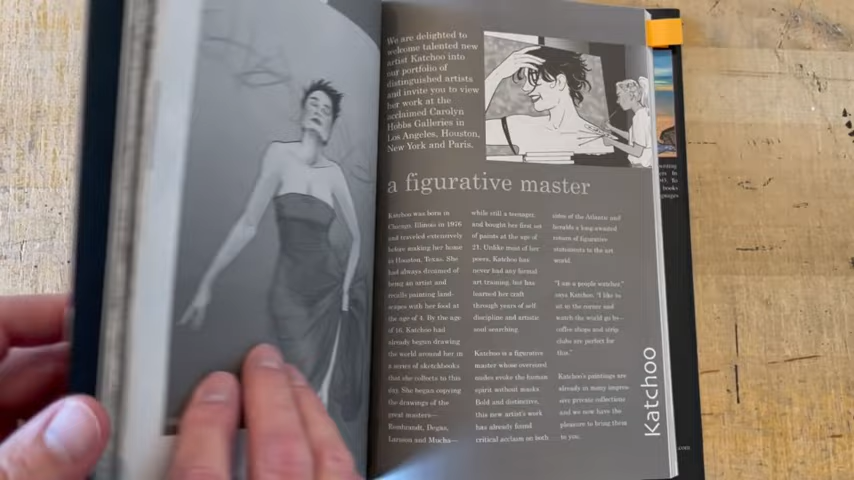 We are delighted to
welcome talented new
artist Katchoo into
our portfolio of
distinguished artists
and invite you to view
her work at the
acclaimed Carolyn
Hobbs Galleries in
Los Angeles, Houston,
New York and Paris.
a figurative master
Katchoo was born in
Chicago, Illinois in 1976
and traveled extensively
before making her home
in Houston, Texas. She
had always dreamed of
being an artist and
recalls painting land-
scapes with her food at
the age of 4. By the age
of 16, Katchoo had
already begun drawing
the world around her in
a series of sketchbooks
that she collects to this
day. She began copying
the drawings of the
great masters—
Rembrandt, Degas,
Larsson and Mucha—
while still a teenager,
and bought her first set
of paints at the age of
21. Unlike most of her
peers, Katchoo has
never had any formal
art training, but has
learned her craft
through years of self
discipline and artistic
soul searching.
Katchoo is a figurative
master whose oversized
nudes evoke the human
spirit without masks.
Bold and distinctive,
this new artist's work
has already found
critical acclaim on both
sides of the Atlantic and
heralds a long-awaited
return of figurative
statements to the art
world.
"I am a people watcher"
says Katchoo. "I like to
sit on the corner and
watch the world go by—
coffee shops and strip
clubs are perfect for
this."
Katchoo's paintings are
already in many impres-
sive private collections
and we now have the
pleasure to bring them
to you.
Katchoo